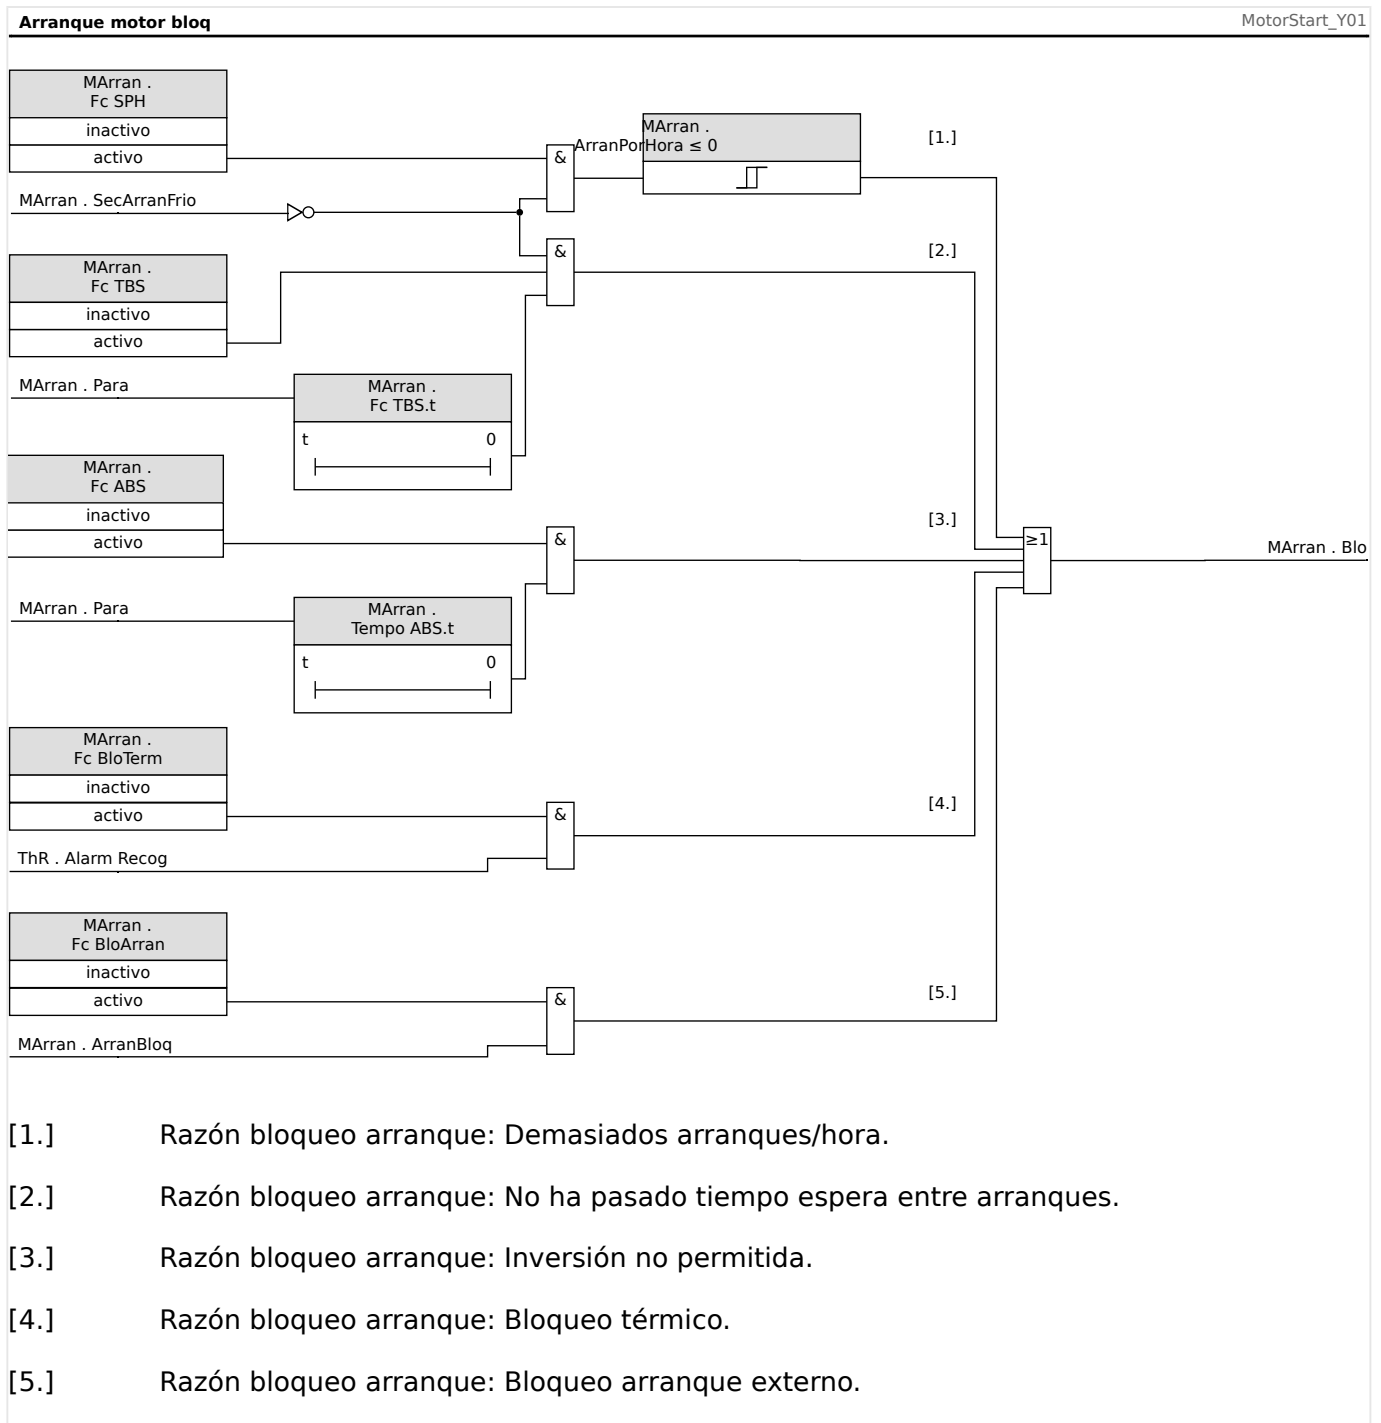 Arranque motor bloq
MotorStart_Y01
MArran .
Fc SPH
inactivo
activo
MArran . SecArranFrio
&
MArran .
ArranPorHora ≤ 0
[1.]
MArran .
Fc TBS
inactivo
activo
&
[2.]
MArran . Para
MArran .
Fc TBS.t
t 0
MArran .
Fc ABS
inactivo
activo
&
[3.]
≥1
MArran . Blo
MArran . Para
MArran .
Tempo ABS.t
t 0
MArran .
Fc BloTerm
inactivo
activo
&
[4.]
ThR . Alarm Recog
MArran .
Fc BloArran
inactivo
activo
&
[5.]
MArran . ArranBloq
[1.] Razón bloqueo arranque: Demasiados arranques/hora.
[2.] Razón bloqueo arranque: No ha pasado tiempo espera entre arranques.
[3.] Razón bloqueo arranque: Inversión no permitida.
[4.] Razón bloqueo arranque: Bloqueo térmico.
[5.] Razón bloqueo arranque: Bloqueo arranque externo.